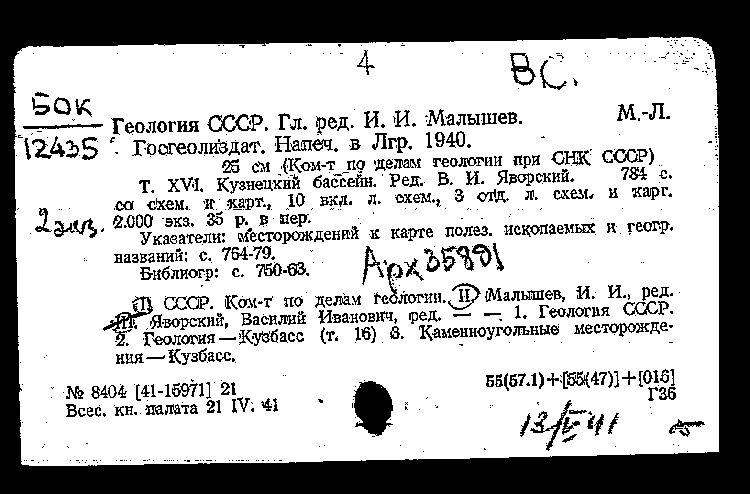 4
ВС.
БОК
12435
Геология СССР. Гл. ред. И. И. Малышев. М.-Л.
Госгеолиздат. Напеч. в Лгр. 1940.
25 см (Ком-т по делам геологии при СНК СССР)
Т. XVI. Кузнецкий бассейн. Ред. В. И. Яворский. 784 с.
со схем. и карт., 10 вкл. л. схем., 3 отд. л. схем. и карт.
2 экз.
2.000 экз. 35 р. в пер.
Указатели: месторождений к карте полез. ископаемых и геогр.
названий: с. 764-79.
Библиогр: с. 750-63.
Арх 35891
(I) СССР. Ком-т по делам геологии. (II) Малышев, И. И., ред.
III. Яворский, Василий Иванович, ред. — — 1. Геология СССР.
2. Геология—Кузбасс (т. 16) 3. Каменноугольные месторожде-
ния—Кузбасс.
№ 8404 [41-15971] 21
Всес. кн. палата 21 IV. 41
55(57.1)+[55(47)]+[016]
Г36
13/V 41